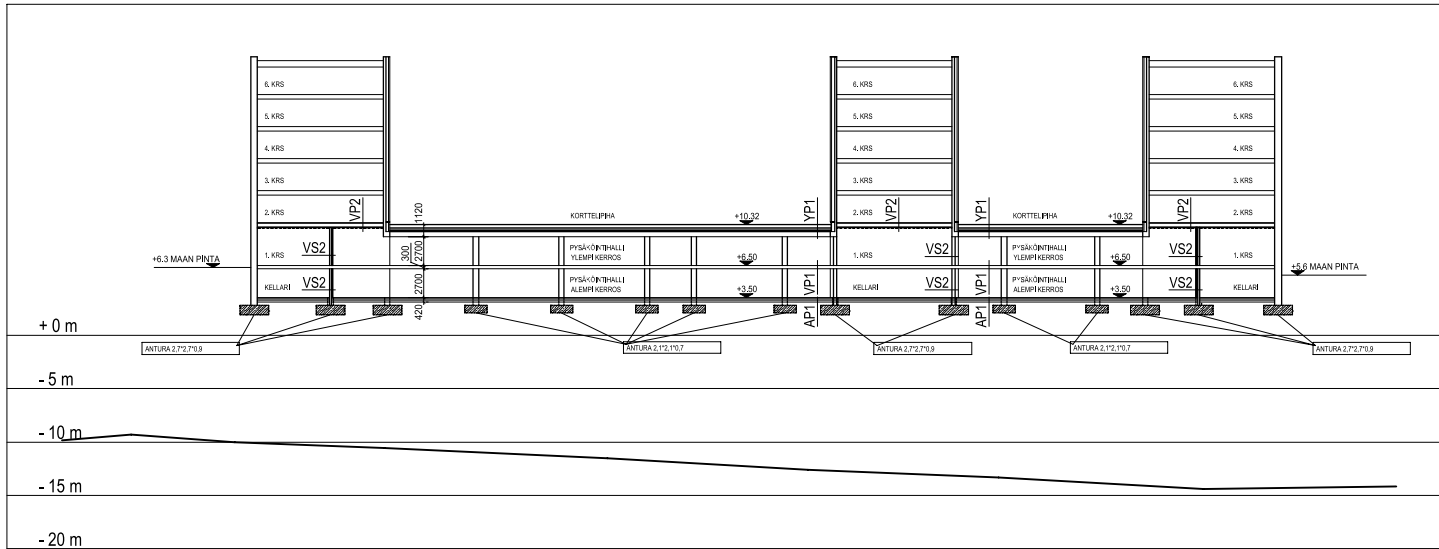 6. KRS
6. KRS
6. KRS
5. KRS
5. KRS
5. KRS
4. KRS
4. KRS
4. KRS
3. KRS
3. KRS
3. KRS
2. KRS
VP2
1120
KORTTELIPIHA
+10.32
YP1
2. KRS
VP2
YP1
KORTTELIPIHA
+10.32
VP2
2. KRS
+6.3 MAAN PINTA
1. KRS
VS2
300
2700
PYSÄKÖINTIHALLI
YLEMPI KERROS
+6.50
1. KRS
VS2
PYSÄKÖINTIHALLI
YLEMPI KERROS
+6.50
1. KRS
+5.6 MAAN PINTA
KELLARI
VS2
2700
PYSÄKÖINTIHALLI
ALEMPI KERROS
+3.50
VP1
KELLARI
VS2
VP1
PYSÄKÖINTIHALLI
ALEMPI KERROS
+3.50
KELLARI
420
AP1
AP1
+ 0 m
ANTURA 2,7*2,7*0,9
ANTURA 2,1*2,1*0,7
ANTURA 2,7*2,7*0,9
ANTURA 2,1*2,1*0,7
ANTURA 2,7*2,7*0,9
- 5 m
- 10 m
- 15 m
- 20 m